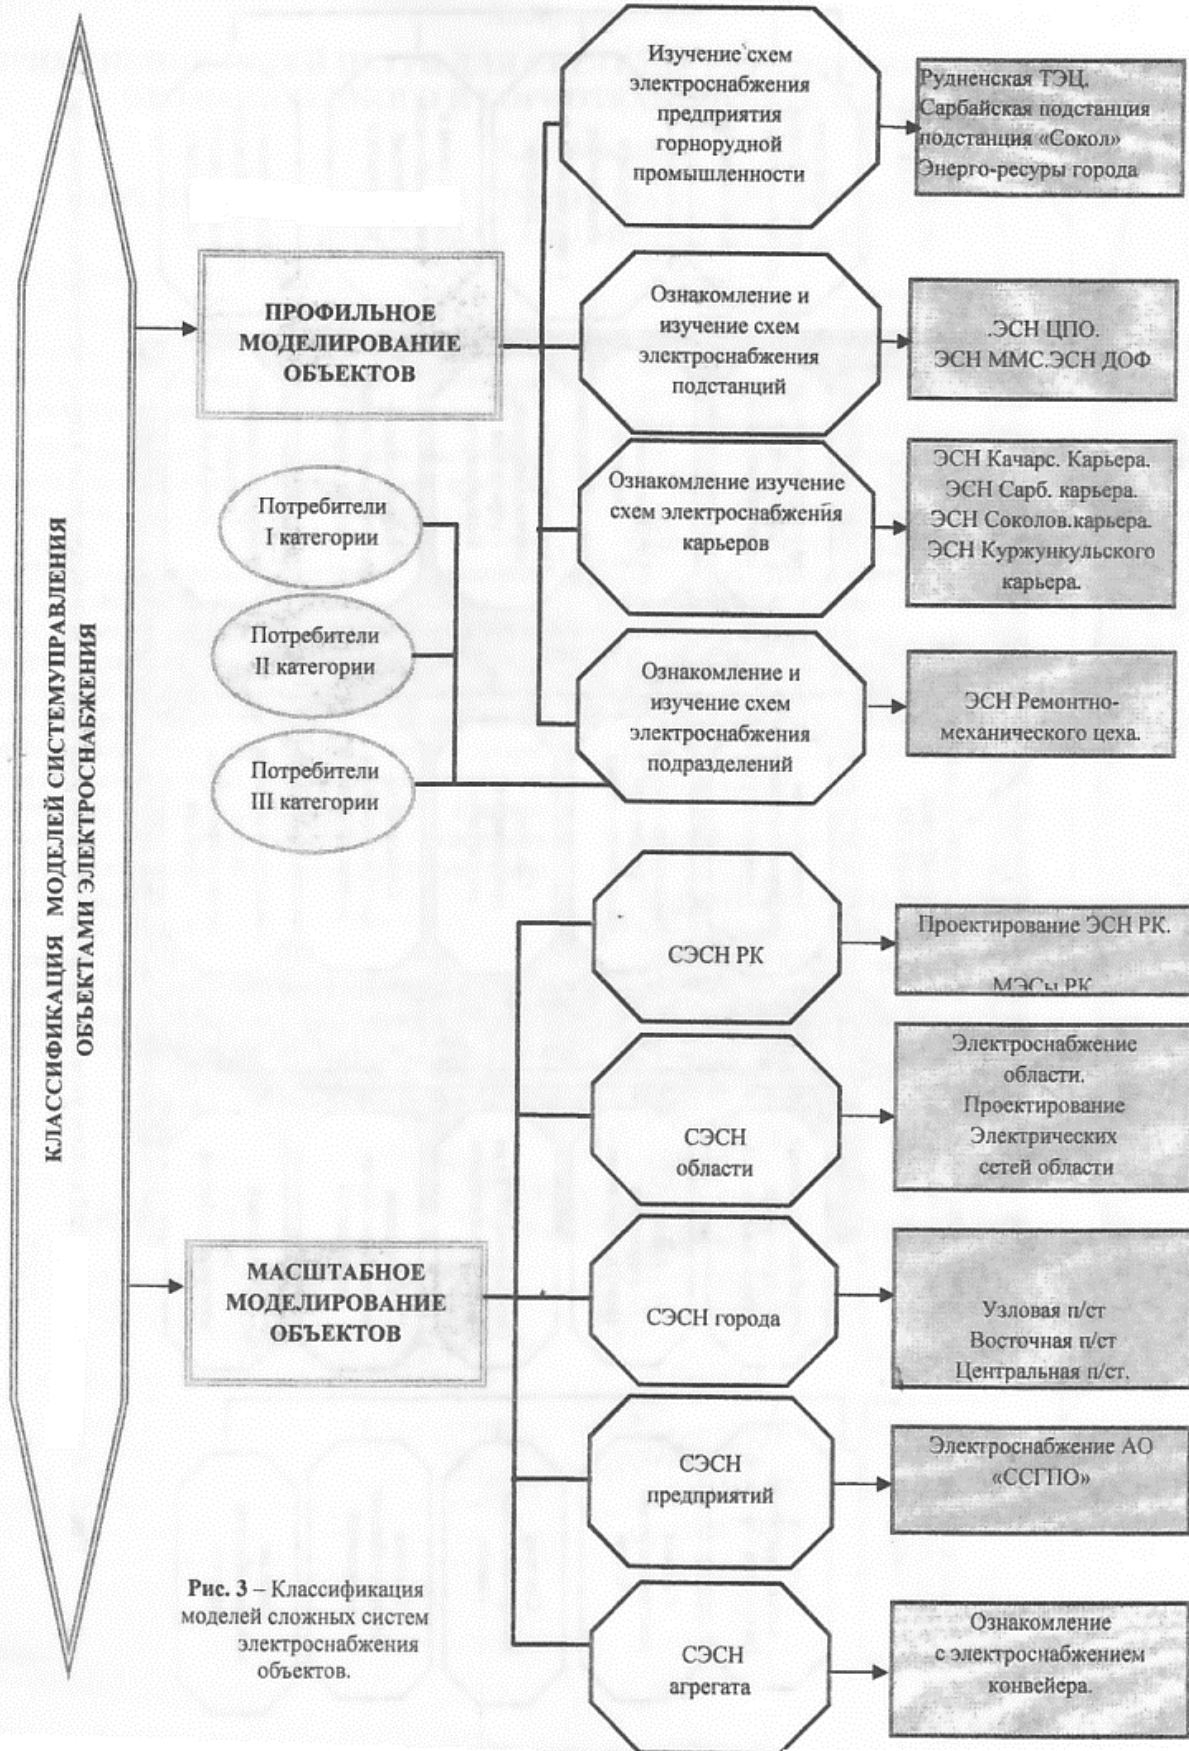 КЛАССИФИКАЦИЯ МОДЕЛЕЙ СИСТЕМУПРАВЛЕНИЯ
ОБЪЕКТАМИ ЭЛЕКТРОСНАБЖЕНИЯ
ПРОФИЛЬНОЕ
МОДЕЛИРОВАНИЕ
ОБЪЕКТОВ
Изучение схем
электроснабжения
предприятия
горнорудной
промышленности
Рудненская ТЭЦ.
Сарбайская подстанция
подстанция «Сокол»
Энерго-ресуры города
Ознакомление и
изучение схем
электроснабжения
подстанций
.ЭСН ЦПО.
ЭСН ММС.ЭСН ДОФ
Ознакомление изучение
схем электроснабжения
карьеров
ЭСН Качарс. Карьера.
ЭСН Сарб. карьера.
ЭСН Соколов.карьера.
ЭСН Куржункульского
карьера.
Ознакомление и
изучение схем
электроснабжения
подразделений
ЭСН Ремонтно-
механического цеха.
Потребители
I категории
Потребители
II категории
Потребители
III категории
МАСШТАБНОЕ
МОДЕЛИРОВАНИЕ
ОБЪЕКТОВ
СЭСН РК
Проектирование ЭСН РК.
МЭСы РК
СЭСН
области
Электроснабжение
области.
Проектирование
Электрических
сетей области
СЭСН города
Узловая п/ст
Восточная п/ст
Центральная п/ст.
СЭСН
предприятий
Электроснабжение АО
«ССГПО»
СЭСН
агрегата
Ознакомление
с электроснабжением
конвейера.
Рис. 3 – Классификация
моделей сложных систем
электроснабжения
объектов.